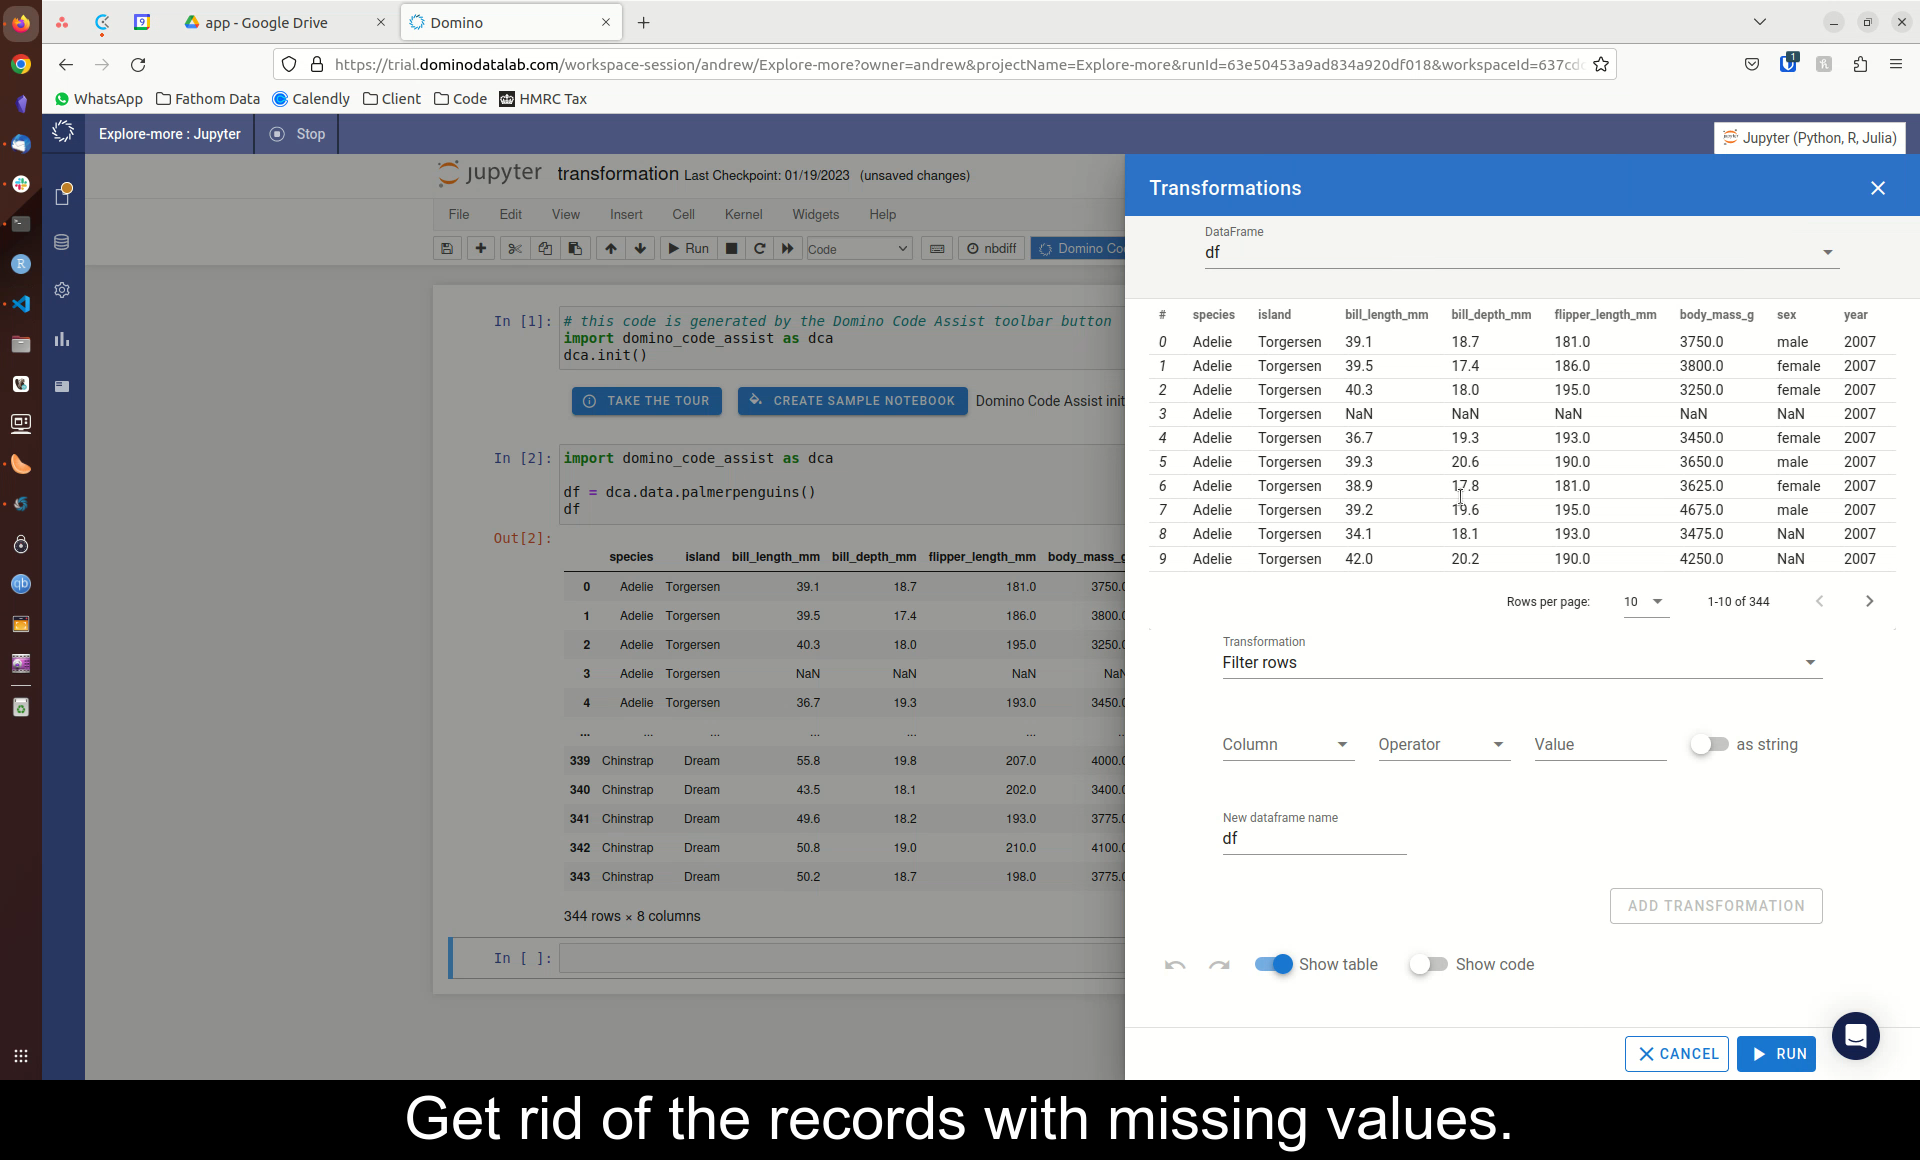 app - Google Drive
Domino
https://trial.dominodatalab.com/workspace-session/andrew/Explore-more?owner=andrew&projectName=Explore-more&runId=63e50453a9ad834a920df018&workspaceId=637cd
WhatsApp Fathom Data Calendly Client Code HMRC Tax
Explore-more : Jupyter Stop
Jupyter (Python, R, Julia)
jupyter transformation Last Checkpoint: 01/19/2023 (unsaved changes)
File Edit View Insert Cell Kernel Widgets Help
Run Code nbdiff Domino Co
In [1]: # this code is generated by the Domino Code Assist toolbar button
import domino_code_assist as dca
dca.init()
TAKE THE TOUR CREATE SAMPLE NOTEBOOK Domino Code Assist init
In [2]: import domino_code_assist as dca
df = dca.data.palmerpenguins()
df
Out[2]:
species island bill_length_mm bill_depth_mm flipper_length_mm body_mass_g
0 Adelie Torgersen 39.1 18.7 181.0 3750.0
1 Adelie Torgersen 39.5 17.4 186.0 3800.0
2 Adelie Torgersen 40.3 18.0 195.0 3250.0
3 Adelie Torgersen NaN NaN NaN NaN
4 Adelie Torgersen 36.7 19.3 193.0 3450.0
... ... ... ... ... ... ...
339 Chinstrap Dream 55.8 19.8 207.0 4000.0
340 Chinstrap Dream 43.5 18.1 202.0 3400.0
341 Chinstrap Dream 49.6 18.2 193.0 3775.0
342 Chinstrap Dream 50.8 19.0 210.0 4100.0
343 Chinstrap Dream 50.2 18.7 198.0 3775.0
344 rows × 8 columns
In [ ]:
Transformations
DataFrame
df
# species island bill_length_mm bill_depth_mm flipper_length_mm body_mass_g sex year
0 Adelie Torgersen 39.1 18.7 181.0 3750.0 male 2007
1 Adelie Torgersen 39.5 17.4 186.0 3800.0 female 2007
2 Adelie Torgersen 40.3 18.0 195.0 3250.0 female 2007
3 Adelie Torgersen NaN NaN NaN NaN NaN 2007
4 Adelie Torgersen 36.7 19.3 193.0 3450.0 female 2007
5 Adelie Torgersen 39.3 20.6 190.0 3650.0 male 2007
6 Adelie Torgersen 38.9 17.8 181.0 3625.0 female 2007
7 Adelie Torgersen 39.2 19.6 195.0 4675.0 male 2007
8 Adelie Torgersen 34.1 18.1 193.0 3475.0 NaN 2007
9 Adelie Torgersen 42.0 20.2 190.0 4250.0 NaN 2007
Rows per page: 10 1-10 of 344
Transformation
Filter rows
Column Operator Value as string
New dataframe name
df
ADD TRANSFORMATION
Show table Show code
CANCEL RUN
Get rid of the records with missing values.